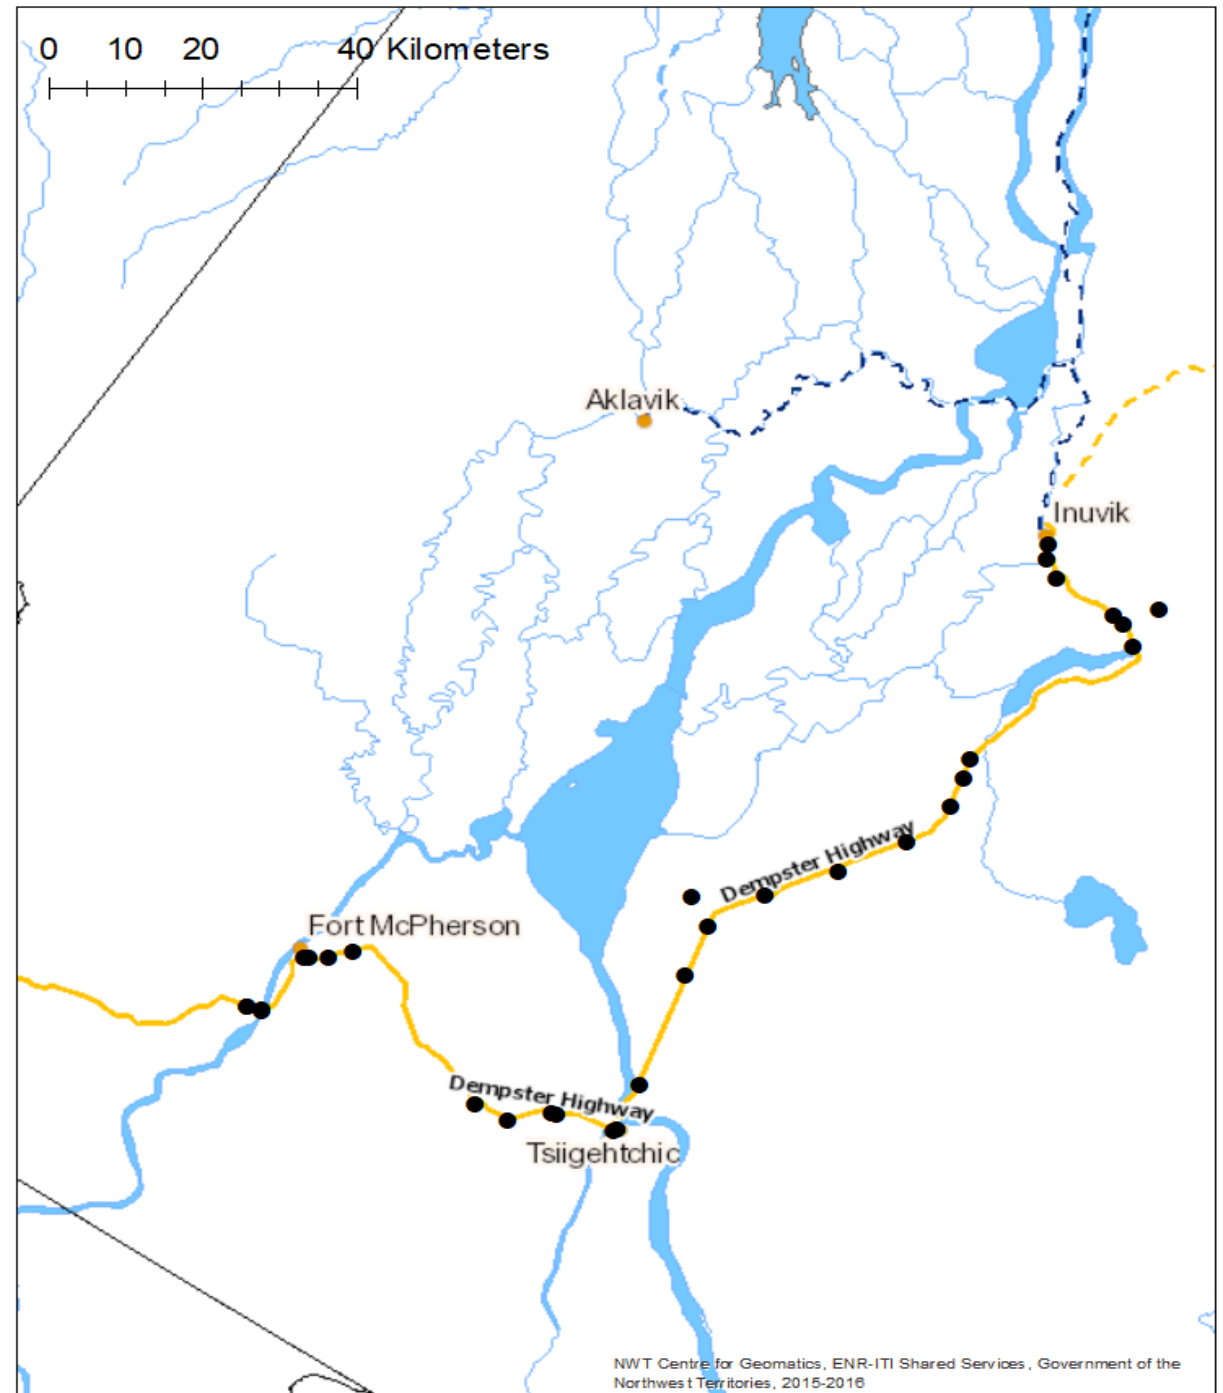 0 10 20 40 Kilometers
Aklavik
Inuvik
Dempster Highway
Fort McPherson
Dempster Highway
Tsiigehtchic
NWT Centre for Geomatics, ENR-ITI Shared Services, Government of the
Northwest Territories, 2015-2016